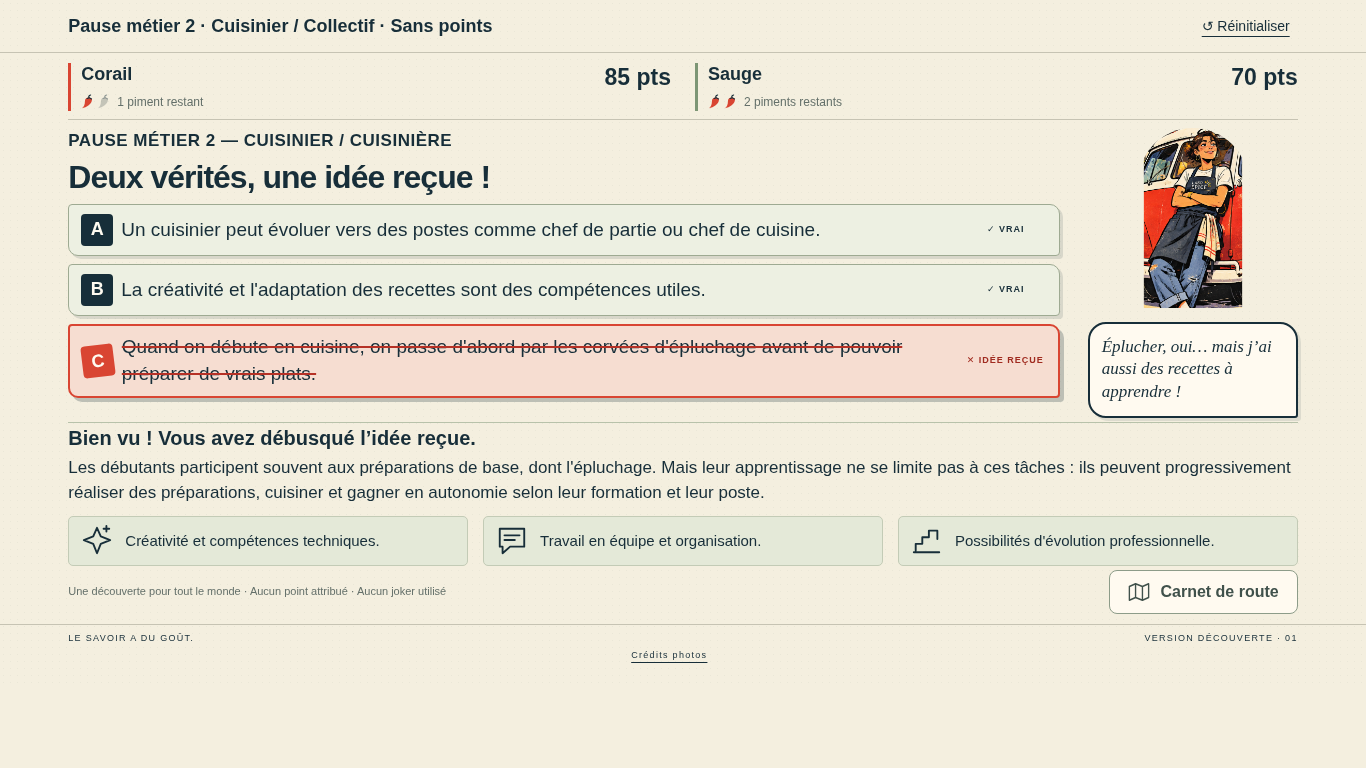 Pause métier 2 · Cuisinier / Collectif · Sans points
↺ Réinitialiser
Corail
85 pts
1 piment restant
Sauge
70 pts
2 piments restants
PAUSE MÉTIER 2 — CUISINIER / CUISINIÈRE
Deux vérités, une idée reçue !
A
Un cuisinier peut évoluer vers des postes comme chef de partie ou chef de cuisine.
✓ VRAI
B
La créativité et l'adaptation des recettes sont des compétences utiles.
✓ VRAI
C
Quand on débute en cuisine, on passe d'abord par les corvées d'épluchage avant de pouvoir
préparer de vrais plats.
✕ IDÉE REÇUE
Éplucher, oui… mais j’ai
aussi des recettes à
apprendre !
Bien vu ! Vous avez débusqué l’idée reçue.
Les débutants participent souvent aux préparations de base, dont l'épluchage. Mais leur apprentissage ne se limite pas à ces tâches : ils peuvent progressivement
réaliser des préparations, cuisiner et gagner en autonomie selon leur formation et leur poste.
Créativité et compétences techniques.
Travail en équipe et organisation.
Possibilités d'évolution professionnelle.
Une découverte pour tout le monde · Aucun point attribué · Aucun joker utilisé
Carnet de route
LE SAVOIR A DU GOÛT.
VERSION DÉCOUVERTE · 01
Crédits photos